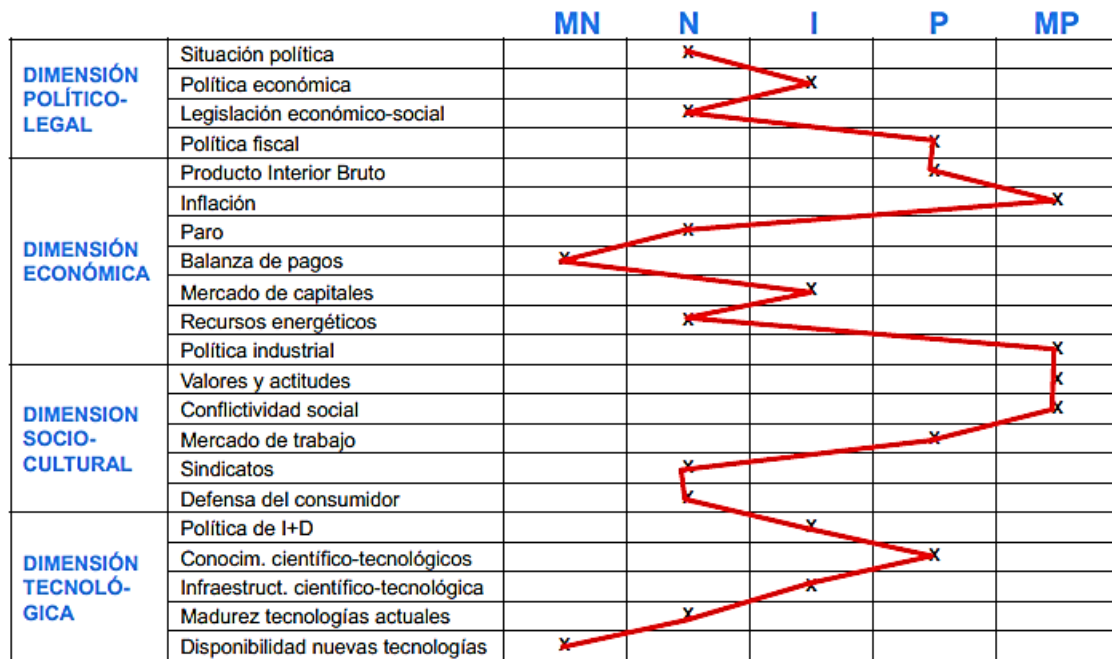 MN N I P MP
DIMENSIÓN
POLÍTICO-
LEGAL
Situación política X
Política económica X
Legislación económico-social X
Política fiscal X
DIMENSIÓN
ECONÓMICA
Producto Interior Bruto X
Inflación X
Paro X
Balanza de pagos X
Mercado de capitales X
Recursos energéticos X
Política industrial X
DIMENSION
SOCIO-
CULTURAL
Valores y actitudes X
Conflictividad social X
Mercado de trabajo X
Sindicatos X
Defensa del consumidor X
DIMENSIÓN
TECNOLÓ-
GICA
Política de I+D X
Conocim. científico-tecnológicos X
Infraestruct. científico-tecnológica X
Madurez tecnologías actuales X
Disponibilidad nuevas tecnologías X